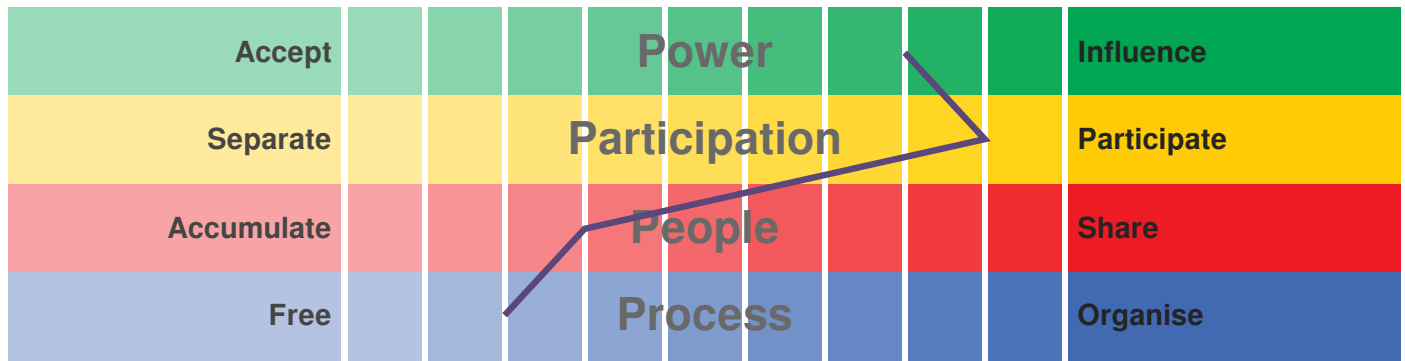 Accept Power Influence
Separate Participation Participate
Accumulate People Share
Free Process Organise